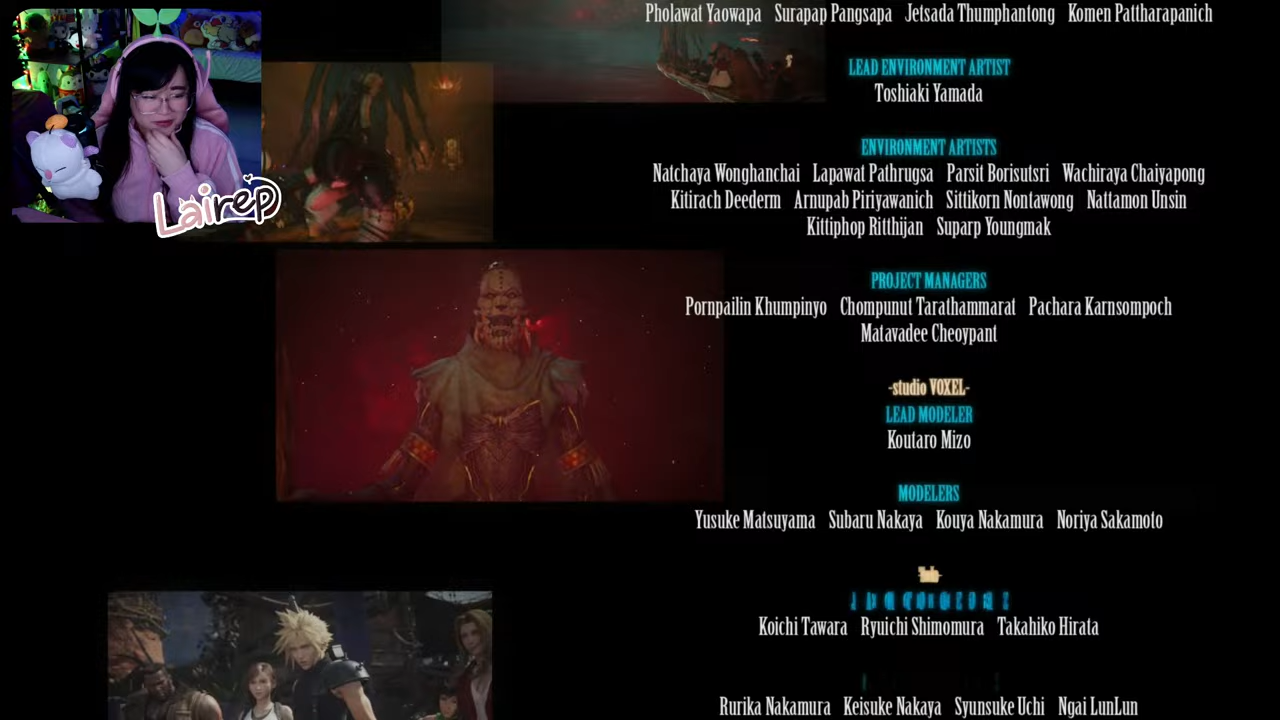 Pholawat Yaowapa Surapap Pangsapa Jetsada Thumphantong Komen Pattharapanich
LEAD ENVIRONMENT ARTIST
Toshiaki Yamada
ENVIRONMENT ARTISTS
Natchaya Wonghanchai Lapawat Pathrugsa Parsit Borisutsri Wachiraya Chaiyapong
Kitirach Deederm Arnupab Piriyawanich Sittikorn Nontawong Nattamon Unsin
Kittiphop Ritthijan Suparp Youngmak
PROJECT MANAGERS
Pornpailin Khumpinyo Chompunut Tarathammarat Pachara Karnsompoch
Matavadee Cheoypant
-studio VOXEL-
LEAD MODELER
Koutaro Mizo
MODELERS
Yusuke Matsuyama Subaru Nakaya Kouya Nakamura Noriya Sakamoto
Koichi Tawara Ryuichi Shimomura Takahiko Hirata
Rurika Nakamura Keisuke Nakaya Syunsuke Uchi Ngai LunLun
Lairep